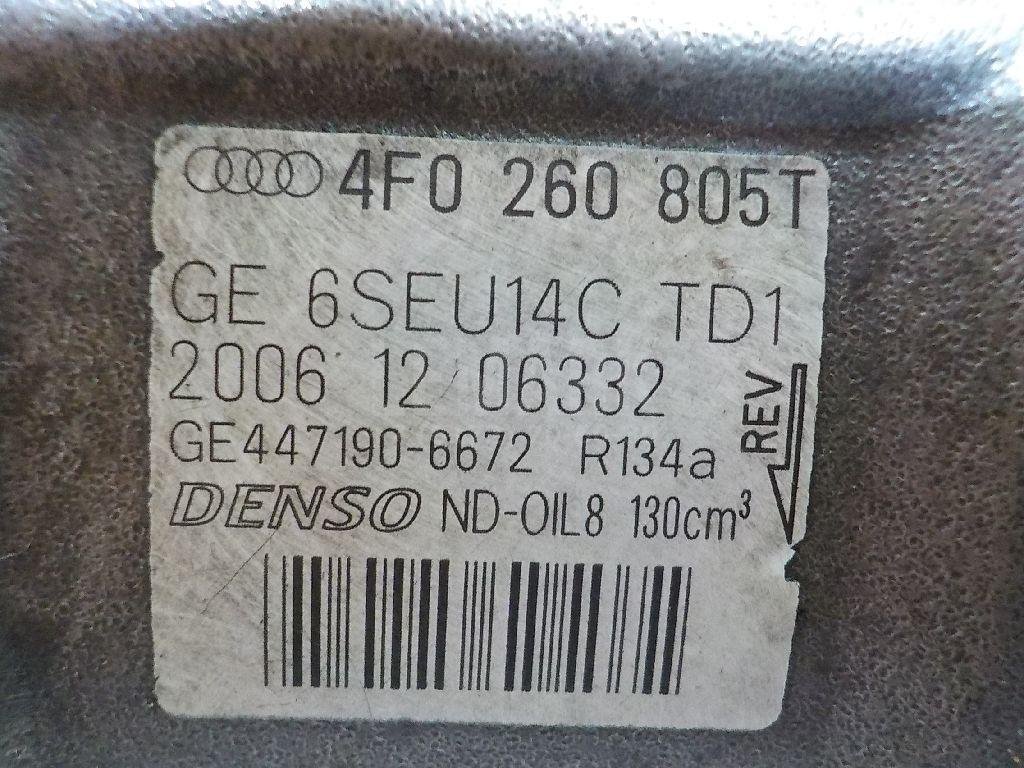 4F0 260 805T
GE 6SEU14C TD1
2006 12 06332
REV
GE447190-6672 R134a
DENSO ND-OIL8 130cm³